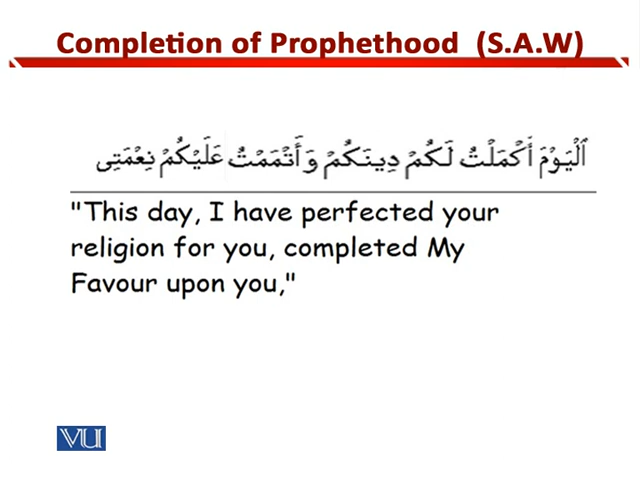 Completion of Prophethood (S.A.W)
اَلْيَوْمَ اَكْمَلْتُ لَكُمْ دِينَكُمْ وَ اَتْمَمْتُ عَلَيْكُمْ نِعْمَتِى
"This day, I have perfected your
religion for you, completed My
Favour upon you,"
VU